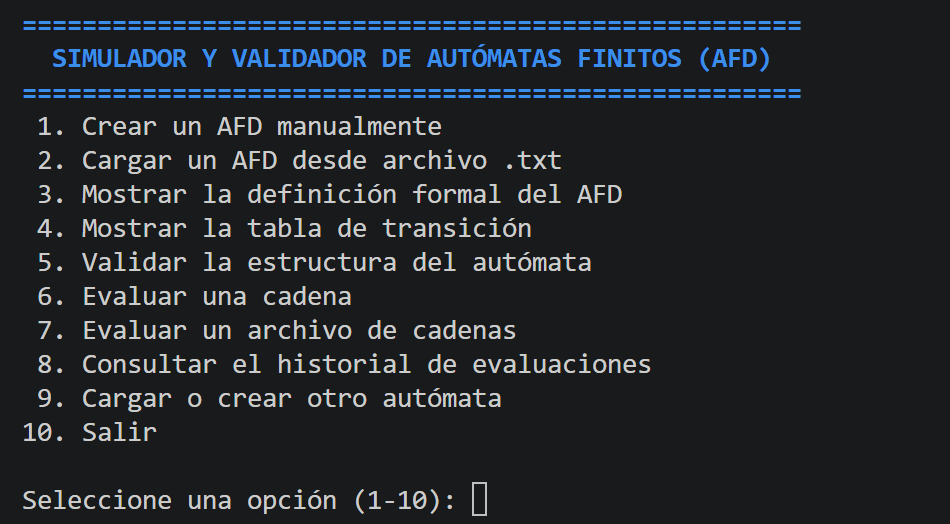 ====================================================
SIMULADOR Y VALIDADOR DE AUTÓMATAS FINITOS (AFD)
====================================================
1. Crear un AFD manualmente
2. Cargar un AFD desde archivo .txt
3. Mostrar la definición formal del AFD
4. Mostrar la tabla de transición
5. Validar la estructura del autómata
6. Evaluar una cadena
7. Evaluar un archivo de cadenas
8. Consultar el historial de evaluaciones
9. Cargar o crear otro autómata
10. Salir
Seleccione una opción (1-10):